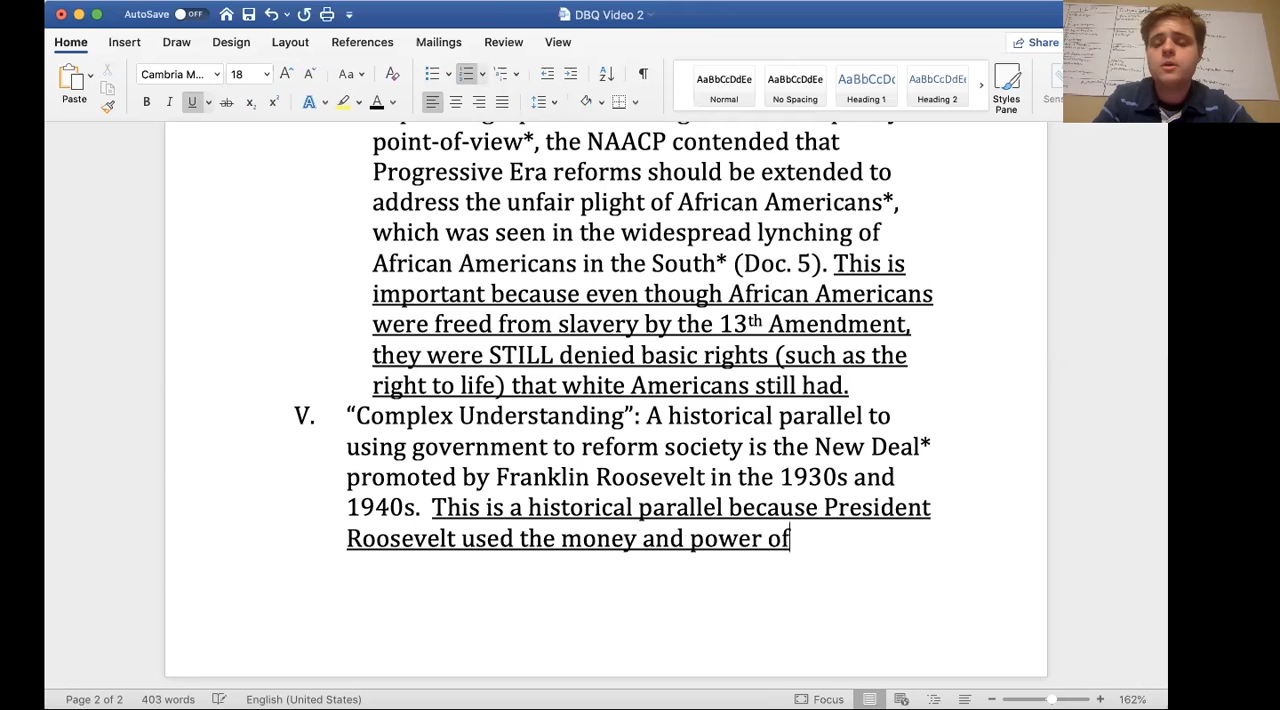 AutoSave OFF DBQ Video 2
Home Insert Draw Design Layout References Mailings Review View Share
Paste Cambria M... 18 Aa AaBbCcDdEe Normal AaBbCcDdEe No Spacing AaBbCcDc Heading 1 AaBbCcDdEe Heading 2 Styles Pane
point-of-view*, the NAACP contended that
Progressive Era reforms should be extended to
address the unfair plight of African Americans*,
which was seen in the widespread lynching of
African Americans in the South* (Doc. 5). This is
important because even though African Americans
were freed from slavery by the 13th Amendment,
they were STILL denied basic rights (such as the
right to life) that white Americans still had.
V. “Complex Understanding”: A historical parallel to
using government to reform society is the New Deal*
promoted by Franklin Roosevelt in the 1930s and
1940s. This is a historical parallel because President
Roosevelt used the money and power of
Page 2 of 2 403 words English (United States) Focus 162%